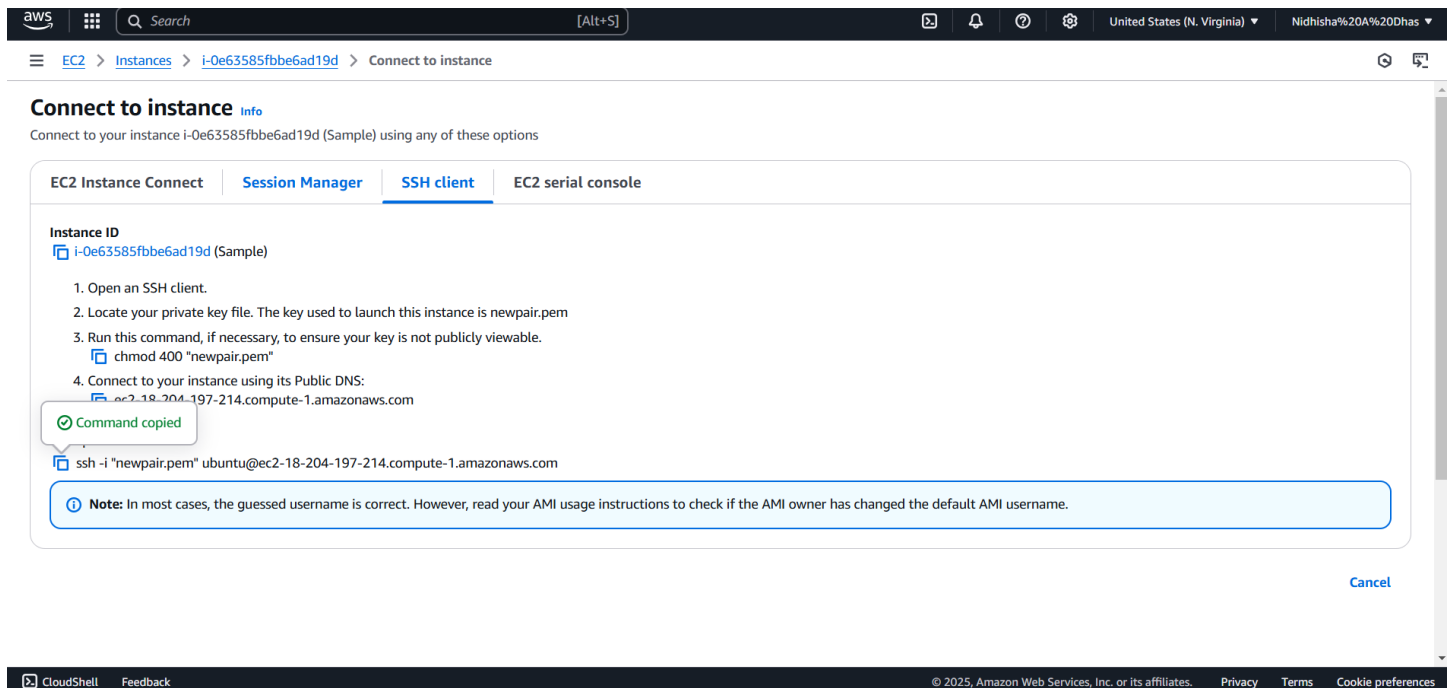 aws
Search
[Alt+S]
United States (N. Virginia)
Nidhisha%20A%20Dhas
EC2 > Instances > i-0e63585fbbe6ad19d > Connect to instance
Connect to instance Info
Connect to your instance i-0e63585fbbe6ad19d (Sample) using any of these options
EC2 Instance Connect
Session Manager
SSH client
EC2 serial console
Instance ID
i-0e63585fbbe6ad19d (Sample)
1. Open an SSH client.
2. Locate your private key file. The key used to launch this instance is newpair.pem
3. Run this command, if necessary, to ensure your key is not publicly viewable.
chmod 400 "newpair.pem"
4. Connect to your instance using its Public DNS:
ec2-18-204-197-214.compute-1.amazonaws.com
Command copied
ssh -i "newpair.pem" ubuntu@ec2-18-204-197-214.compute-1.amazonaws.com
Note: In most cases, the guessed username is correct. However, read your AMI usage instructions to check if the AMI owner has changed the default AMI username.
Cancel
CloudShell
Feedback
© 2025, Amazon Web Services, Inc. or its affiliates.
Privacy
Terms
Cookie preferences